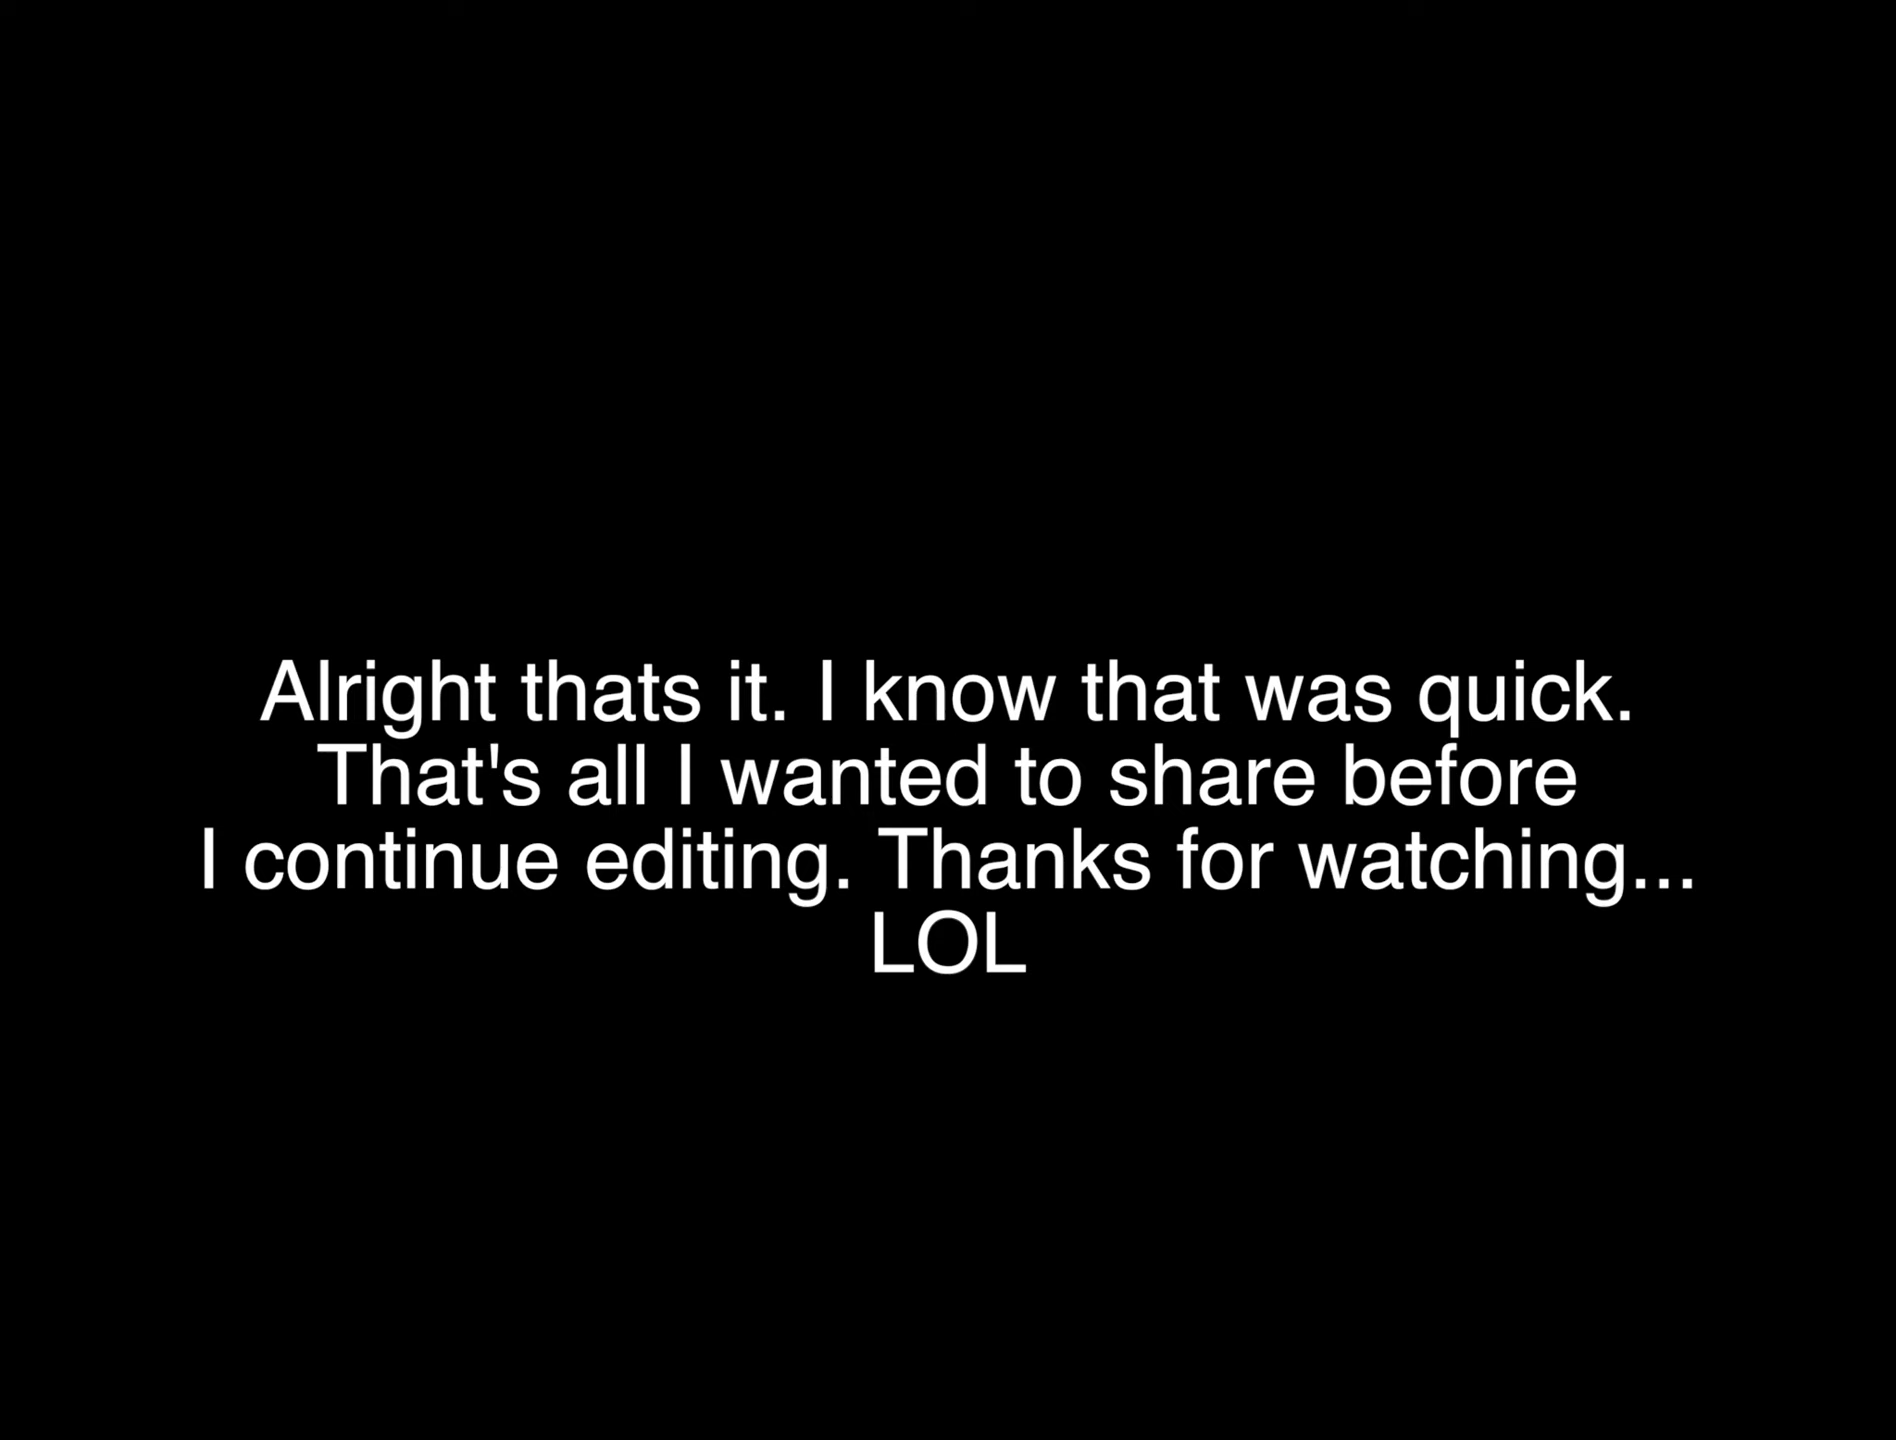 Alright thats it. I know that was quick.
That's all I wanted to share before
I continue editing. Thanks for watching...
LOL